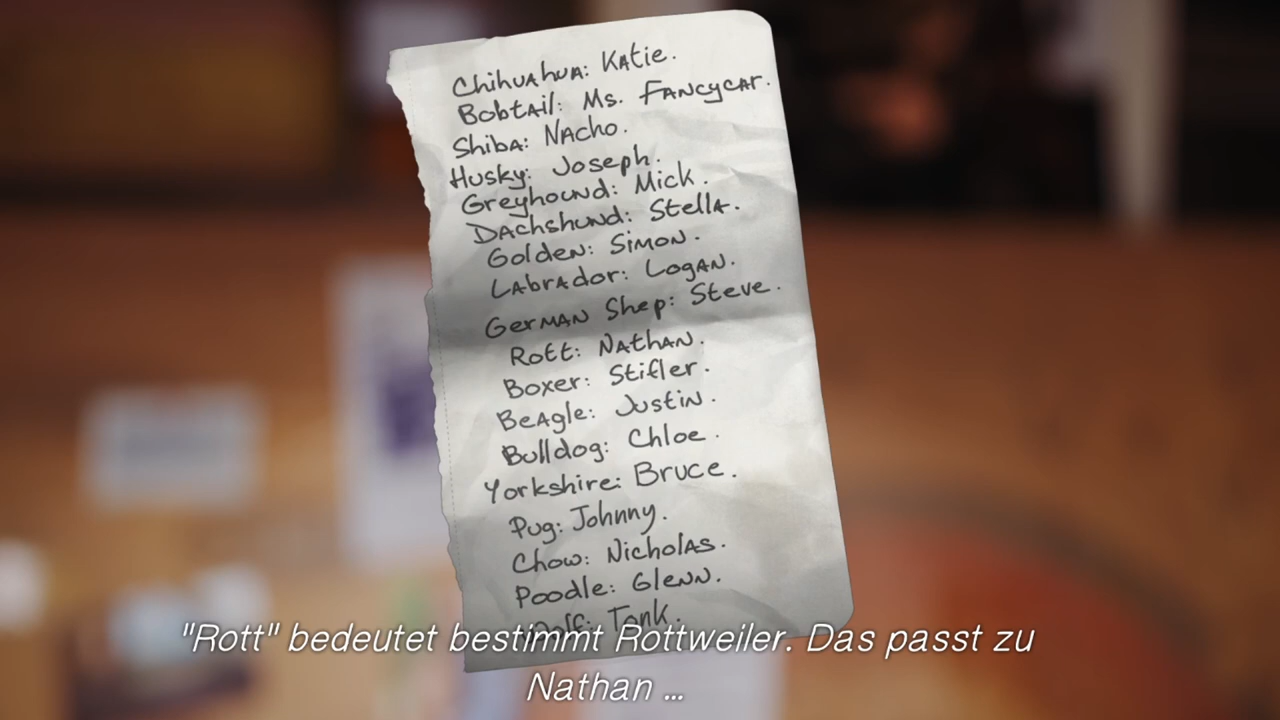 Chihuahua: Katie.
Bobtail: Ms. Fancycar.
Shiba: Nacho.
Husky: Joseph.
Greyhound: Mick.
Dachshund: Stella.
Golden: Simon.
Labrador: Logan.
German Shep: Steve.
Rott: Nathan.
Boxer: Stifler.
Beagle: Justin.
Bulldog: Chloe.
Yorkshire: Bruce.
Pug: Johnny.
Chow: Nicholas.
Poodle: Glenn.
Wolf: Tank.
"Rott" bedeutet bestimmt Rottweiler. Das passt zu
Nathan ...